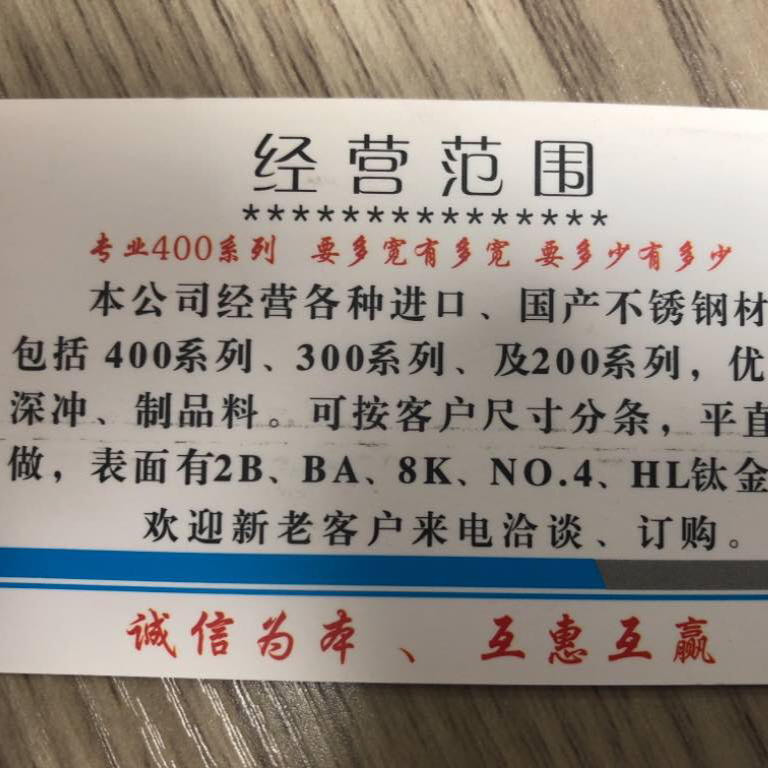 经营范围
***************
专业400系列 要多宽有多宽 要多少有多少
本公司经营各种进口、国产不锈钢材
包括 400系列、300系列、及200系列，优
深冲、制品料。可按客户尺寸分条，平直
做，表面有2B、BA、8K、NO.4、HL钛金
欢迎新老客户来电洽谈、订购。
诚信为本、互惠互赢